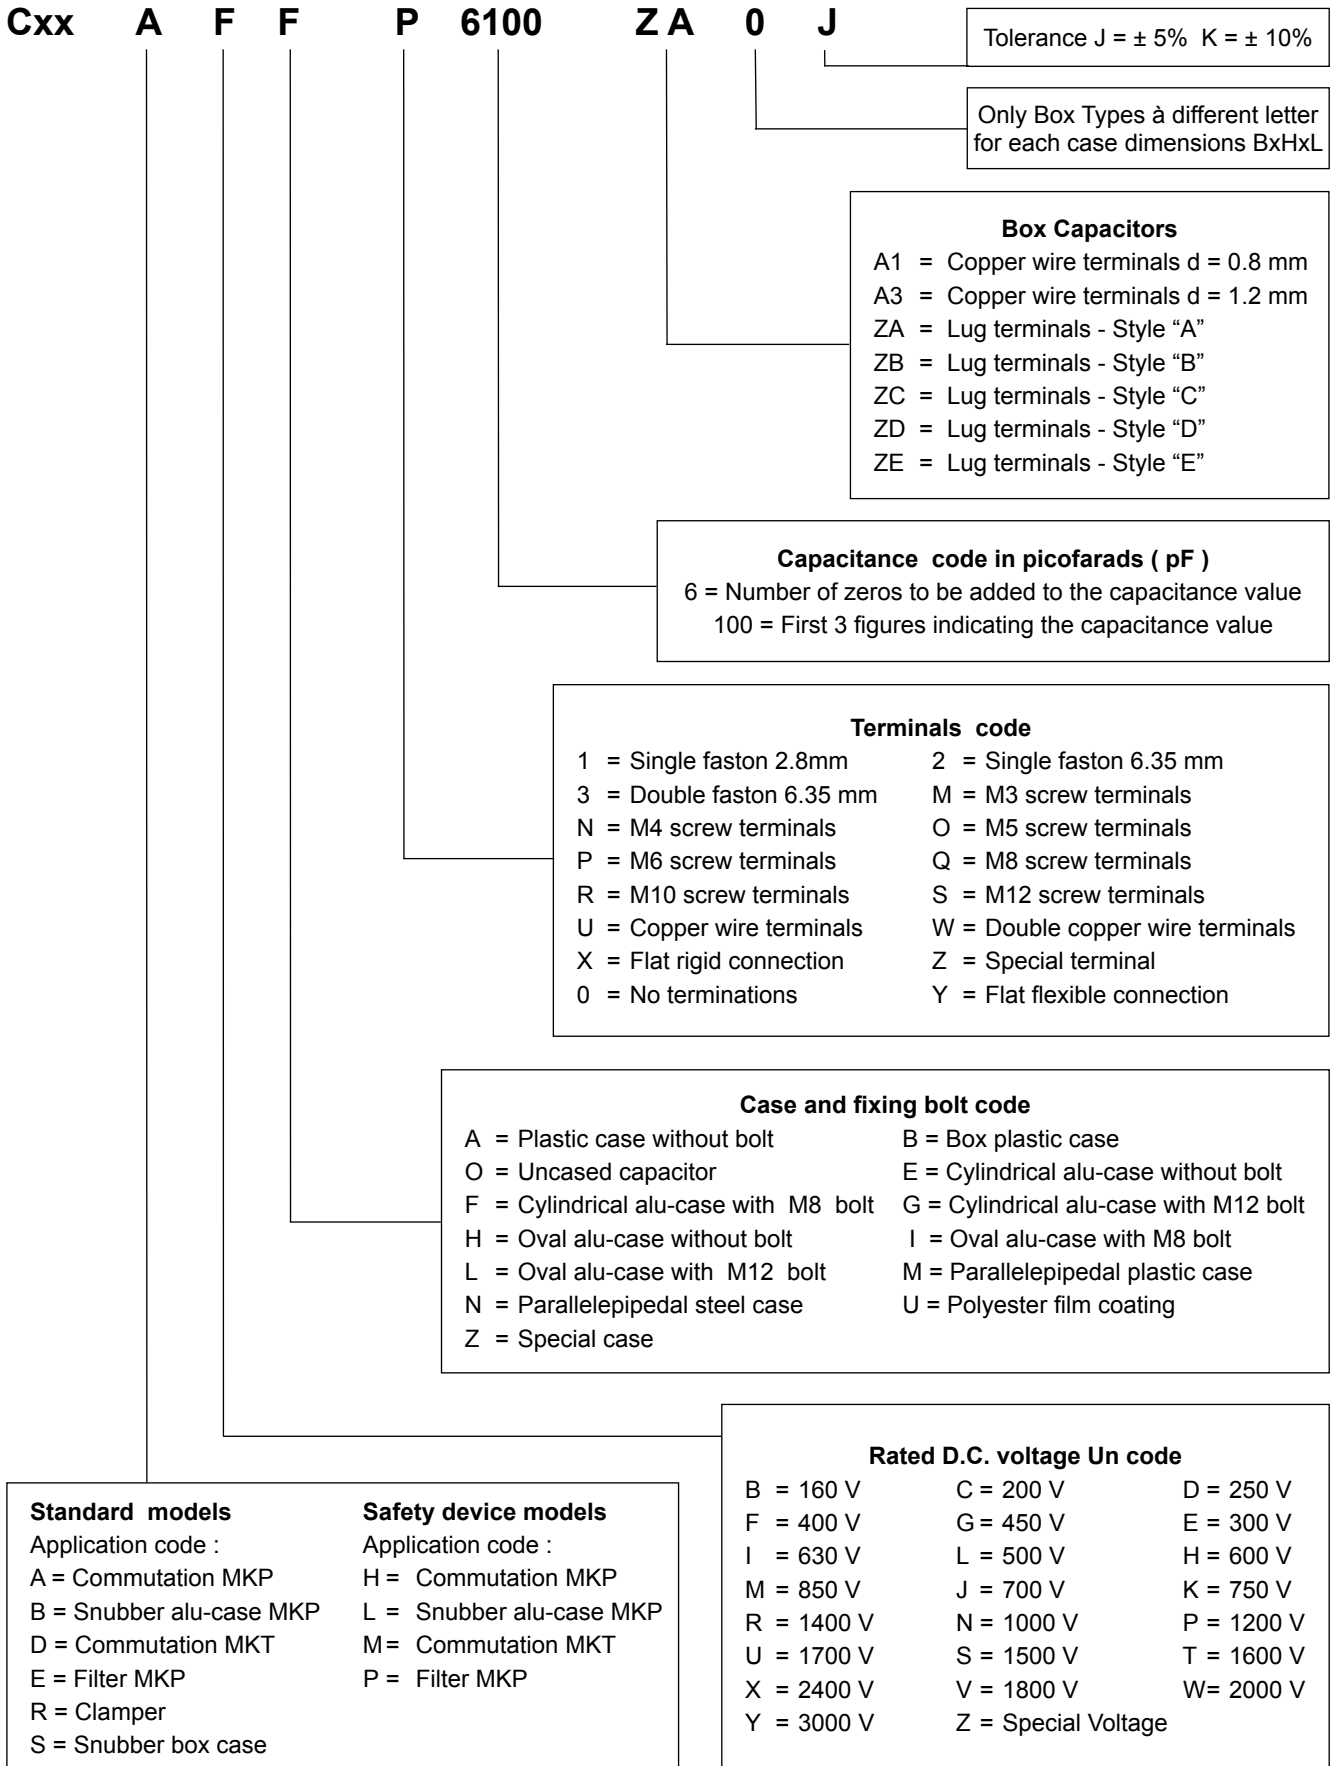 Cxx A F F P 6100 Z A 0 J
Tolerance J = ± 5% K = ± 10%
Only Box Types à different letter
for each case dimensions BxHxL
Box Capacitors
A1 = Copper wire terminals d = 0.8 mm
A3 = Copper wire terminals d = 1.2 mm
ZA = Lug terminals - Style “A”
ZB = Lug terminals - Style “B”
ZC = Lug terminals - Style “C”
ZD = Lug terminals - Style “D”
ZE = Lug terminals - Style “E”
Capacitance code in picofarads ( pF )
6 = Number of zeros to be added to the capacitance value
100 = First 3 figures indicating the capacitance value
Terminals code
1 = Single faston 2.8mm 2 = Single faston 6.35 mm
3 = Double faston 6.35 mm M = M3 screw terminals
N = M4 screw terminals O = M5 screw terminals
P = M6 screw terminals Q = M8 screw terminals
R = M10 screw terminals S = M12 screw terminals
U = Copper wire terminals W = Double copper wire terminals
X = Flat rigid connection Z = Special terminal
0 = No terminations Y = Flat flexible connection
Case and fixing bolt code
A = Plastic case without bolt B = Box plastic case
O = Uncased capacitor E = Cylindrical alu-case without bolt
F = Cylindrical alu-case with M8 bolt G = Cylindrical alu-case with M12 bolt
H = Oval alu-case without bolt I = Oval alu-case with M8 bolt
L = Oval alu-case with M12 bolt M = Parallelepipedal plastic case
N = Parallelepipedal steel case U = Polyester film coating
Z = Special case
Rated D.C. voltage Un code
B = 160 V C = 200 V D = 250 V
F = 400 V G = 450 V E = 300 V
I = 630 V L = 500 V H = 600 V
M = 850 V J = 700 V K = 750 V
R = 1400 V N = 1000 V P = 1200 V
U = 1700 V S = 1500 V T = 1600 V
X = 2400 V V = 1800 V W= 2000 V
Y = 3000 V Z = Special Voltage
Standard models Safety device models
Application code : Application code :
A = Commutation MKP H = Commutation MKP
B = Snubber alu-case MKP L = Snubber alu-case MKP
D = Commutation MKT M = Commutation MKT
E = Filter MKP P = Filter MKP
R = Clamper
S = Snubber box case